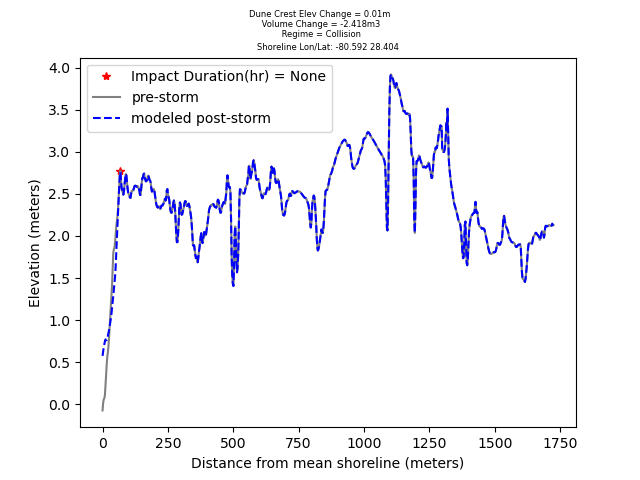 Dune Crest Elev Change = 0.01m
Volume Change = -2.418m3
Regime = Collision
Shoreline Lon/Lat: -80.592 28.404
Impact Duration(hr) = None
pre-storm
modeled post-storm
Elevation (meters)
4.0
3.5
3.0
2.5
2.0
1.5
1.0
0.5
0.0
0 250 500 750 1000 1250 1500 1750
Distance from mean shoreline (meters)